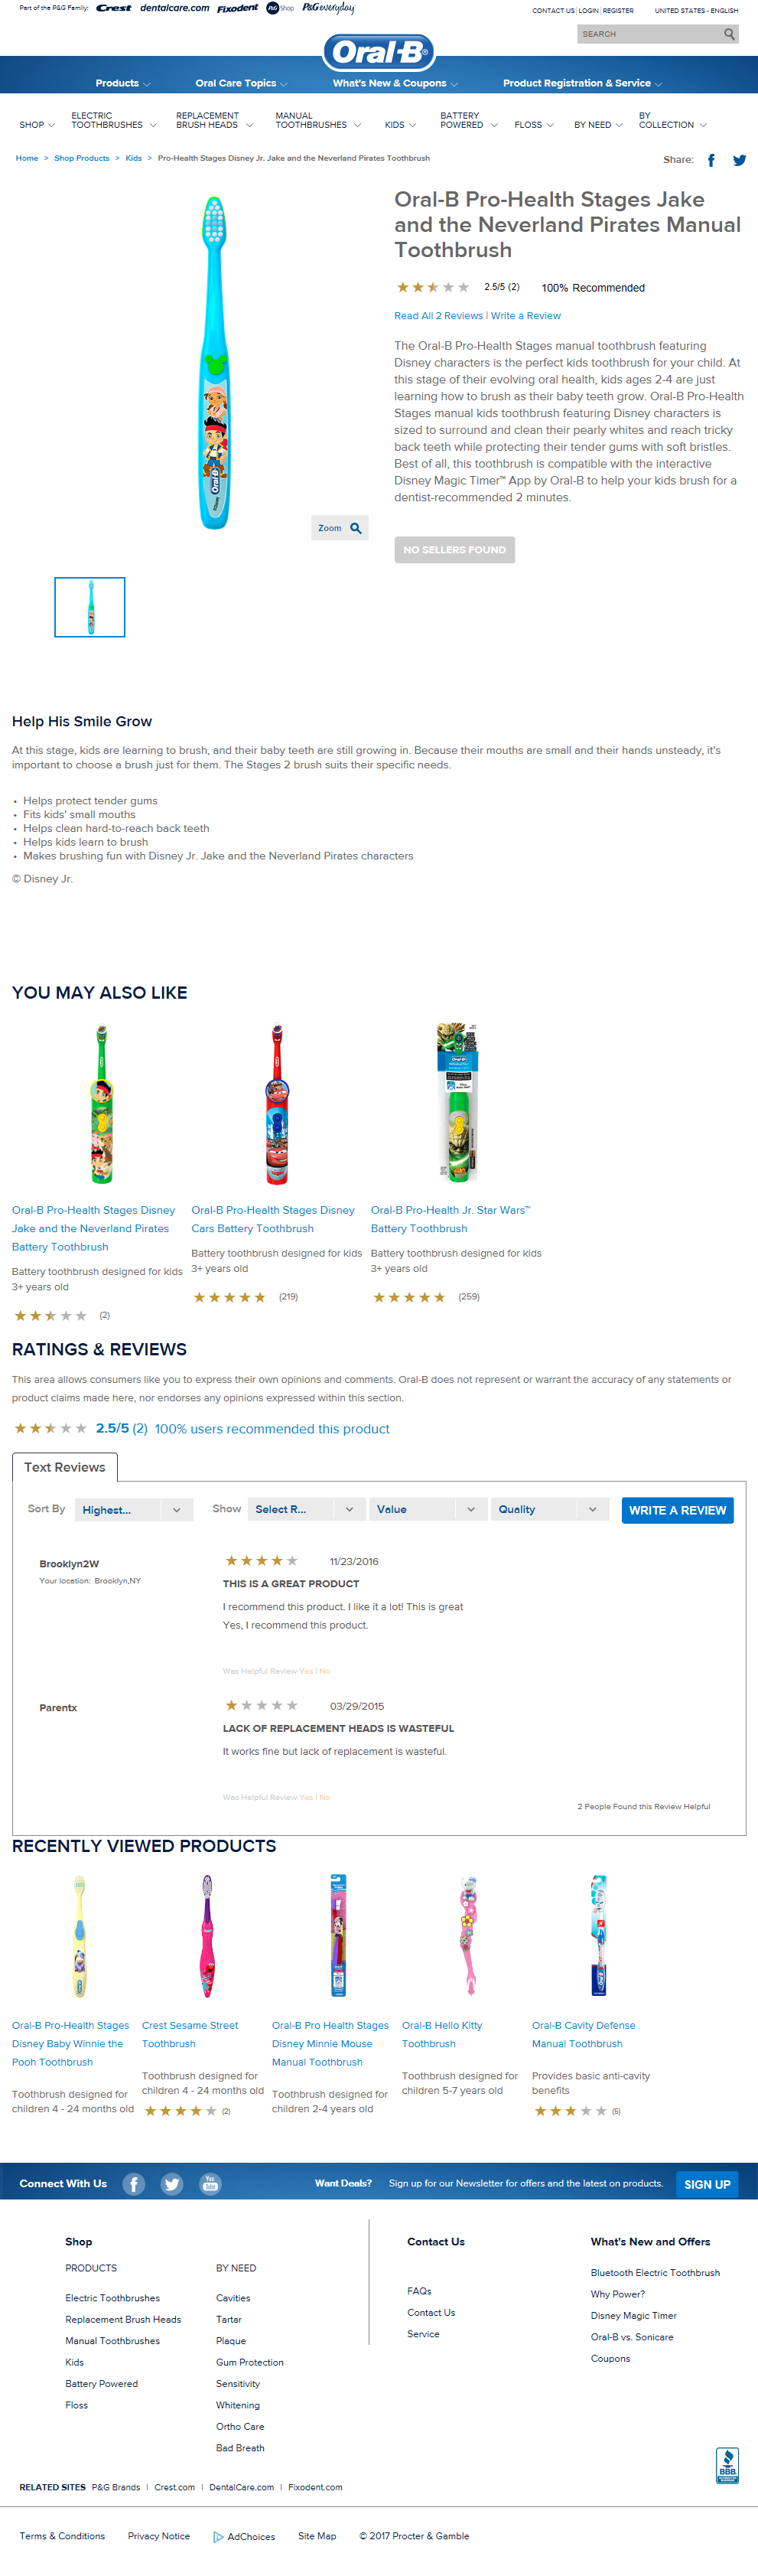 Part of the P&G Family: Crest dentalcare.com Fixodent P&G Shop P&G everyday
CONTACT US | LOGIN | REGISTER UNITED STATES - ENGLISH
SEARCH
Oral-B
Products Oral Care Topics What's New & Coupons Product Registration & Service
SHOP ELECTRIC TOOTHBRUSHES REPLACEMENT BRUSH HEADS MANUAL TOOTHBRUSHES KIDS BATTERY POWERED FLOSS BY NEED BY COLLECTION
Home > Shop Products > Kids > Pro-Health Stages Disney Jr. Jake and the Neverland Pirates Toothbrush
Share:
Oral-B Pro-Health Stages Jake
and the Neverland Pirates Manual
Toothbrush
2.5/5 (2) 100% Recommended
Read All 2 Reviews | Write a Review
The Oral-B Pro-Health Stages manual toothbrush featuring
Disney characters is the perfect kids toothbrush for your child. At
this stage of their evolving oral health, kids ages 2-4 are just
learning how to brush as their baby teeth grow. Oral-B Pro-Health
Stages manual kids toothbrush featuring Disney characters is
sized to surround and clean their pearly whites and reach tricky
back teeth while protecting their tender gums with soft bristles.
Best of all, this toothbrush is compatible with the interactive
Disney Magic Timer™ App by Oral-B to help your kids brush for a
dentist-recommended 2 minutes.
Oral-B
Zoom
NO SELLERS FOUND
Help His Smile Grow
At this stage, kids are learning to brush, and their baby teeth are still growing in. Because their mouths are small and their hands unsteady, it's
important to choose a brush just for them. The Stages 2 brush suits their specific needs.
• Helps protect tender gums
• Fits kids' small mouths
• Helps clean hard-to-reach back teeth
• Helps kids learn to brush
• Makes brushing fun with Disney Jr. Jake and the Neverland Pirates characters
© Disney Jr.
YOU MAY ALSO LIKE
Oral-B Pro-Health Stages Disney
Jake and the Neverland Pirates
Battery Toothbrush
Battery toothbrush designed for kids
3+ years old
(2)
Oral-B Pro-Health Stages Disney
Cars Battery Toothbrush
Battery toothbrush designed for kids
3+ years old
(219)
Oral-B Pro-Health Jr. Star Wars™
Battery Toothbrush
Battery toothbrush designed for kids
3+ years old
(259)
RATINGS & REVIEWS
This area allows consumers like you to express their own opinions and comments. Oral-B does not represent or warrant the accuracy of any statements or
product claims made here, nor endorses any opinions expressed within this section.
2.5/5 (2) 100% users recommended this product
Text Reviews
Sort By Highest... Show Select R... Value Quality WRITE A REVIEW
Brooklyn2W
Your location: Brooklyn,NY
11/23/2016
THIS IS A GREAT PRODUCT
I recommend this product. I like it a lot! This is great
Yes, I recommend this product.
Was Helpful Review Yes | No
Parentx
03/29/2015
LACK OF REPLACEMENT HEADS IS WASTEFUL
It works fine but lack of replacement is wasteful.
Was Helpful Review Yes | No
2 People Found this Review Helpful
RECENTLY VIEWED PRODUCTS
Oral-B Pro-Health Stages
Disney Baby Winnie the
Pooh Toothbrush
Toothbrush designed for
children 4 - 24 months old
Crest Sesame Street
Toothbrush
Toothbrush designed for
children 4 - 24 months old
(2)
Oral-B Pro Health Stages
Disney Minnie Mouse
Manual Toothbrush
Toothbrush designed for
children 2-4 years old
Oral-B Hello Kitty
Toothbrush
Toothbrush designed for
children 5-7 years old
Oral-B Cavity Defense
Manual Toothbrush
Provides basic anti-cavity
benefits
(5)
Connect With Us You Tube Want Deals? Sign up for our Newsletter for offers and the latest on products. SIGN UP
Shop
PRODUCTS
Electric Toothbrushes
Replacement Brush Heads
Manual Toothbrushes
Kids
Battery Powered
Floss
BY NEED
Cavities
Tartar
Plaque
Gum Protection
Sensitivity
Whitening
Ortho Care
Bad Breath
Contact Us
FAQs
Contact Us
Service
What's New and Offers
Bluetooth Electric Toothbrush
Why Power?
Disney Magic Timer
Oral-B vs. Sonicare
Coupons
BBB
RELATED SITES P&G Brands | Crest.com | DentalCare.com | Fixodent.com
Terms & Conditions Privacy Notice AdChoices Site Map © 2017 Procter & Gamble